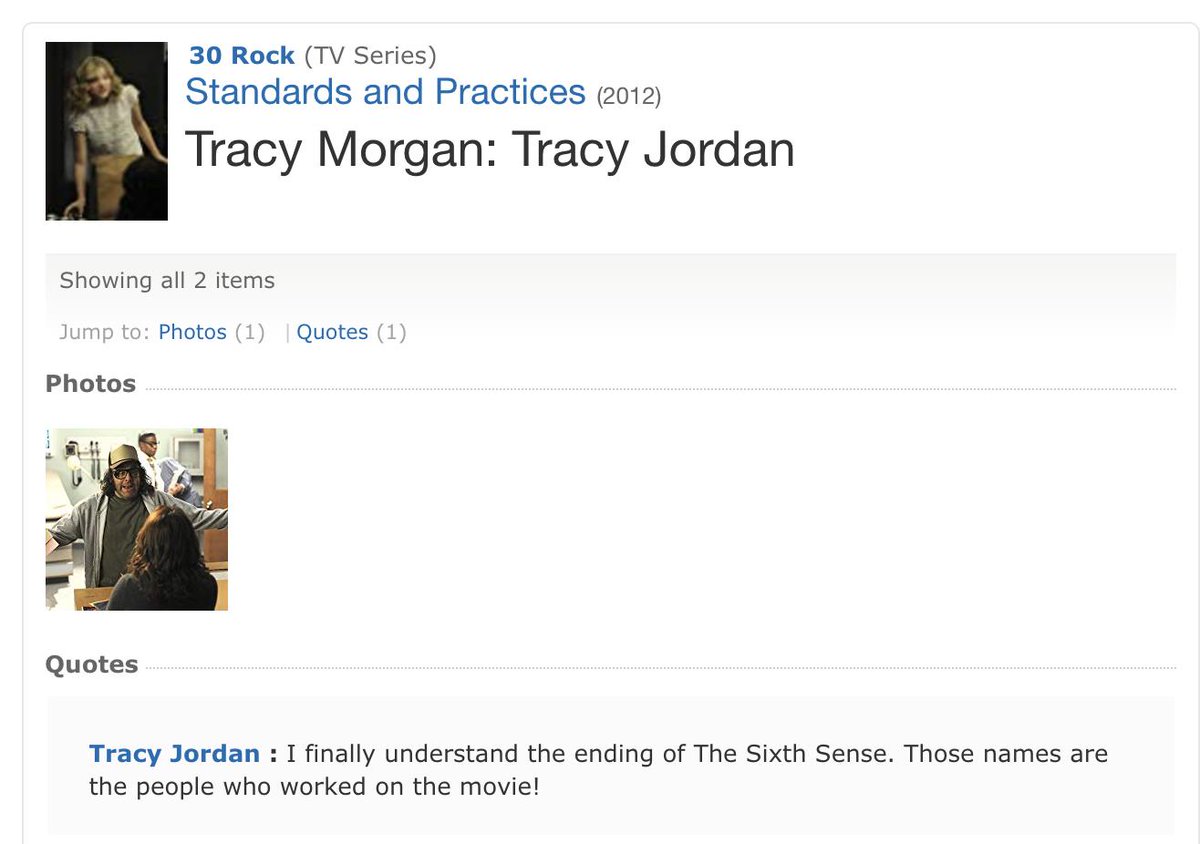 30 Rock (TV Series)
Standards and Practices (2012)
Tracy Morgan: Tracy Jordan
Showing all 2 items
Jump to: Photos (1) | Quotes (1)
Photos
Quotes
Tracy Jordan : I finally understand the ending of The Sixth Sense. Those names are
the people who worked on the movie!